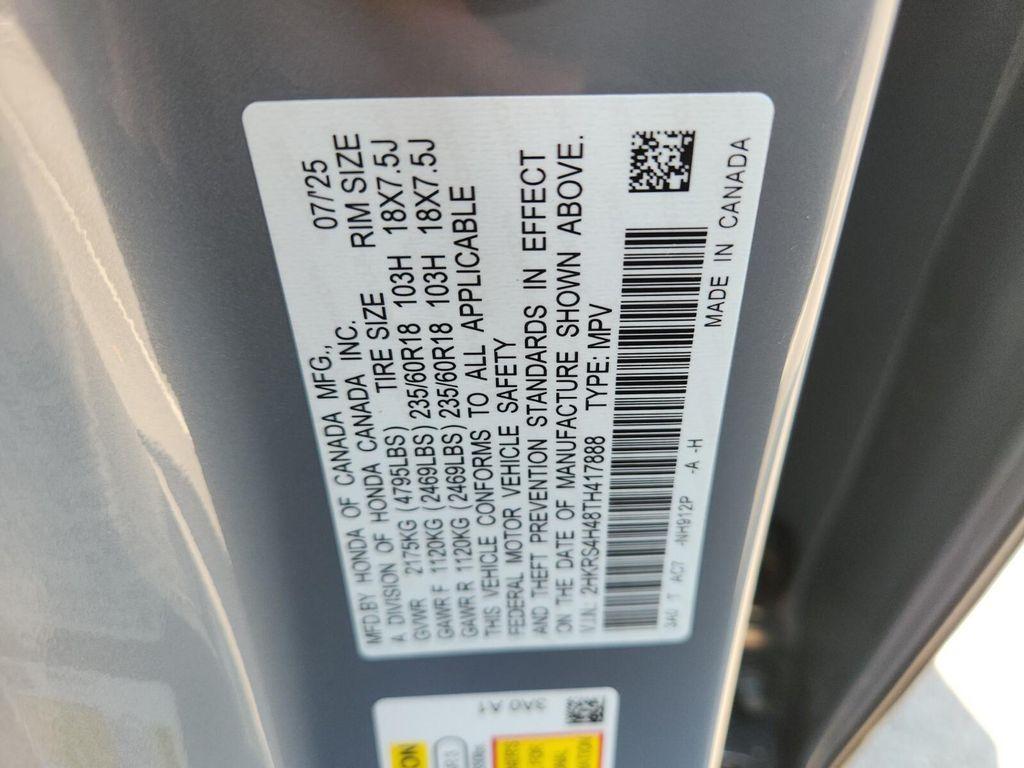 MFD.BY HONDA OF CANADA MFG., 07/'25
A DIVISION OF HONDA CANADA INC.
TIRE SIZE RIM SIZE
GVWR 2175KG (4795LBS)
GAWR F 1120KG (2469LBS) 235/60R18 103H 18X7.5J
GAWR R 1120KG (2469LBS) 235/60R18 103H 18X7.5J
THIS VEHICLE CONFORMS TO ALL APPLICABLE
FEDERAL MOTOR VEHICLE SAFETY
AND THEFT PREVENTION STANDARDS IN EFFECT
ON THE DATE OF MANUFACTURE SHOWN ABOVE.
V.I.N: 2HKRS4H48TH417888 TYPE: MPV
3A0 T AC7 -NH912P -A -H
MADE IN CANADA
3A0 A1